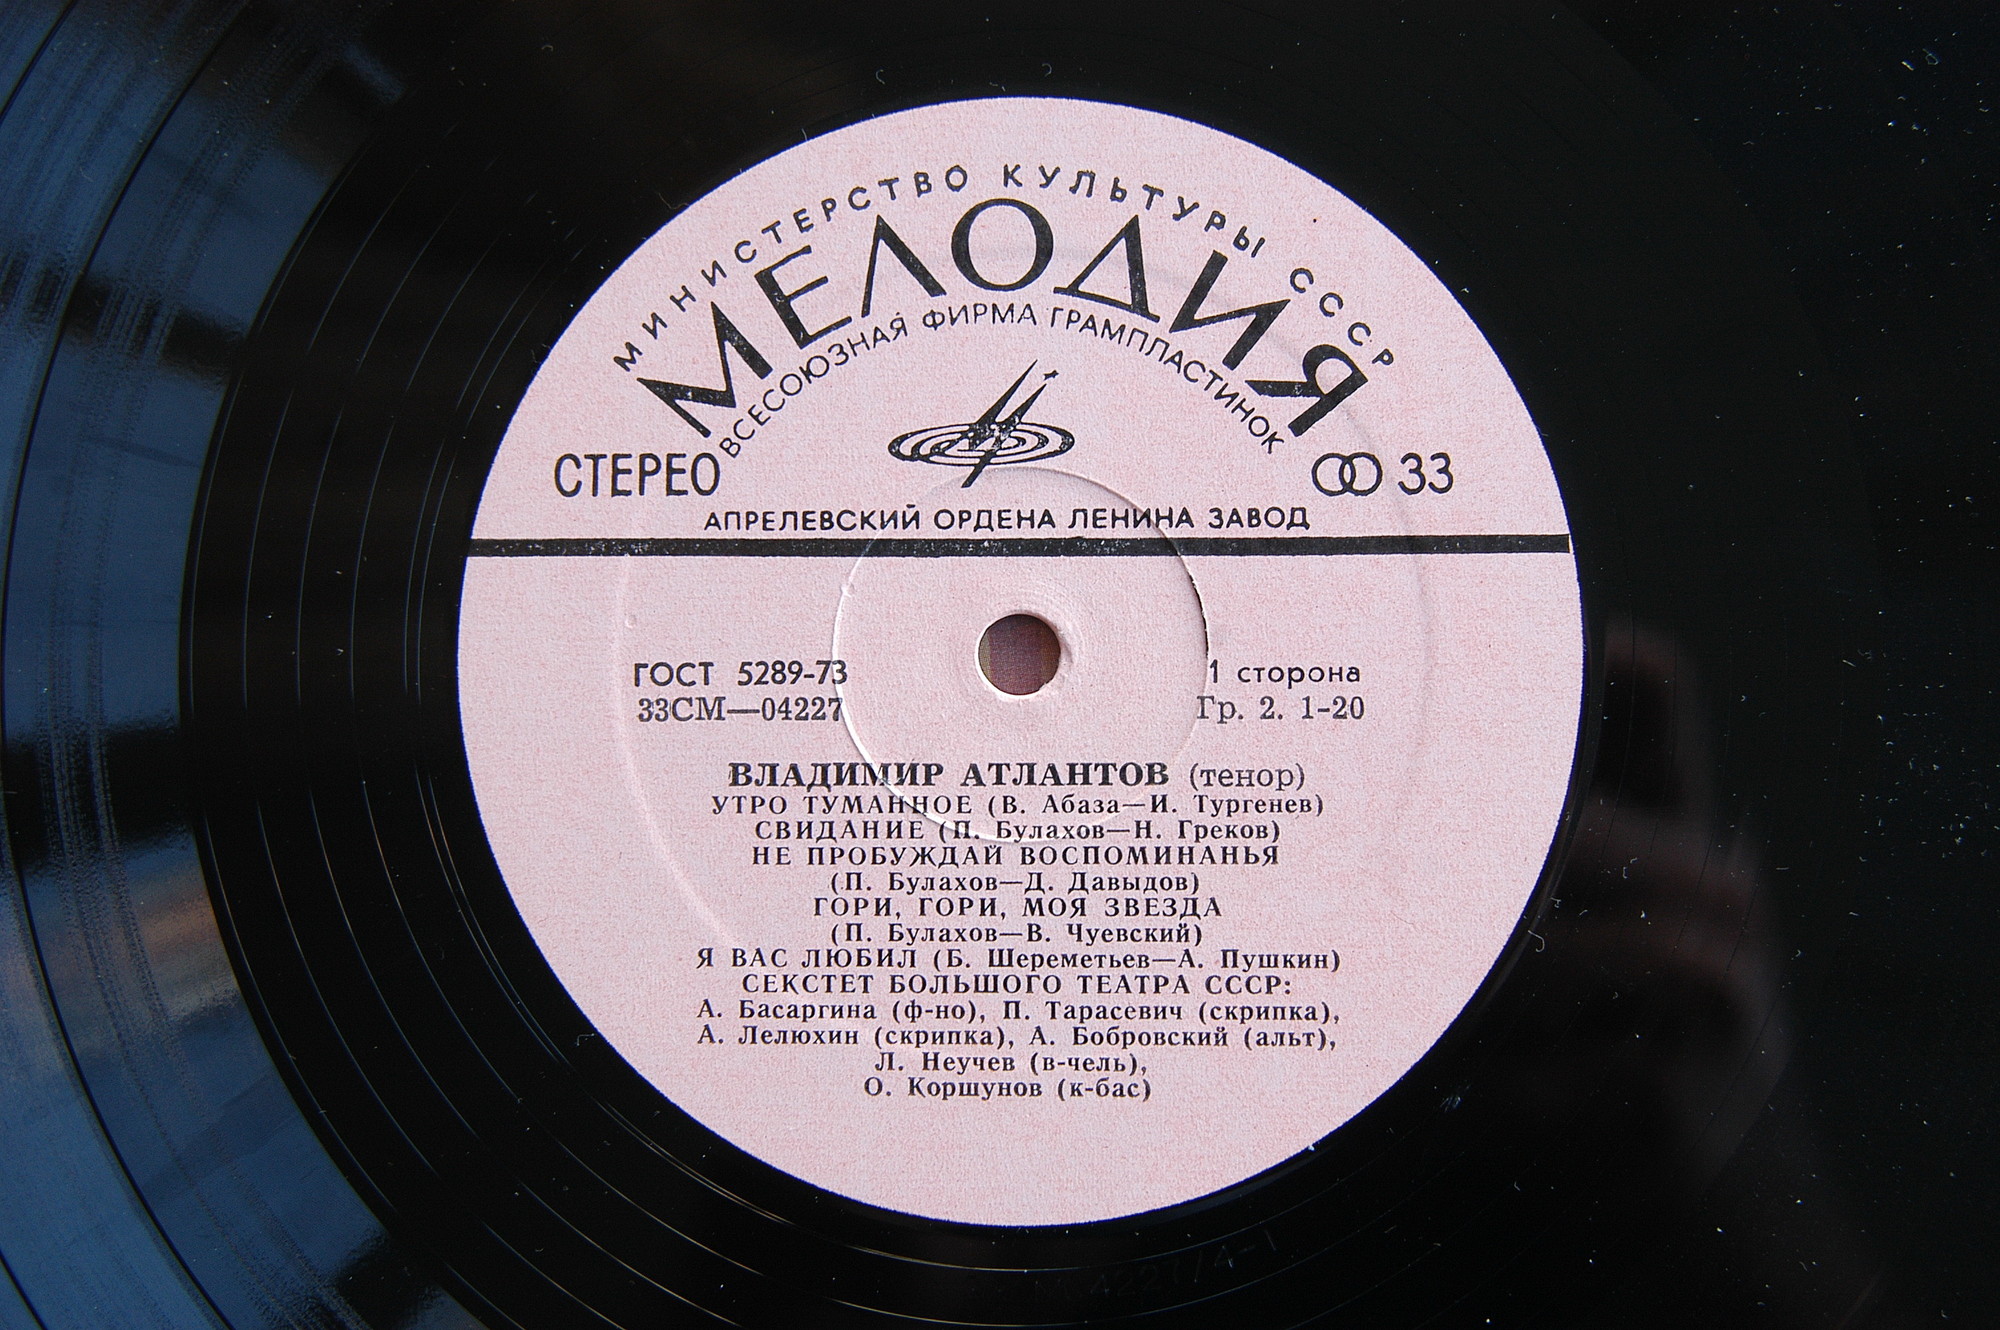 МИНИСТЕРСТВО КУЛЬТУРЫ СССР
МЕЛОДИЯ
ВСЕСОЮЗНАЯ ФИРМА ГРАМПЛАСТИНОК
СТЕРЕО
33
АПРЕЛЕВСКИЙ ОРДЕНА ЛЕНИНА ЗАВОД
ГОСТ 5289-73
1 сторона
33СМ—04227
Гр. 2. 1-20
ВЛАДИМИР АТЛАНТОВ (тенор)
УТРО ТУМАННОЕ (В. Абаза—И. Тургенев)
СВИДАНИЕ (П. Булахов—Н. Греков)
НЕ ПРОБУЖДАЙ ВОСПОМИНАНЬЯ
(П. Булахов—Д. Давыдов)
ГОРИ, ГОРИ, МОЯ ЗВЕЗДА
(П. Булахов—В. Чуевский)
Я ВАС ЛЮБИЛ (Б. Шереметьев—А. Пушкин)
СЕКСТЕТ БОЛЬШОГО ТЕАТРА СССР:
А. Басаргина (ф-но), П. Тарасевич (скрипка),
А. Лелюхин (скрипка), А. Бобровский (альт),
Л. Неучев (в-чель),
О. Коршунов (к-бас)